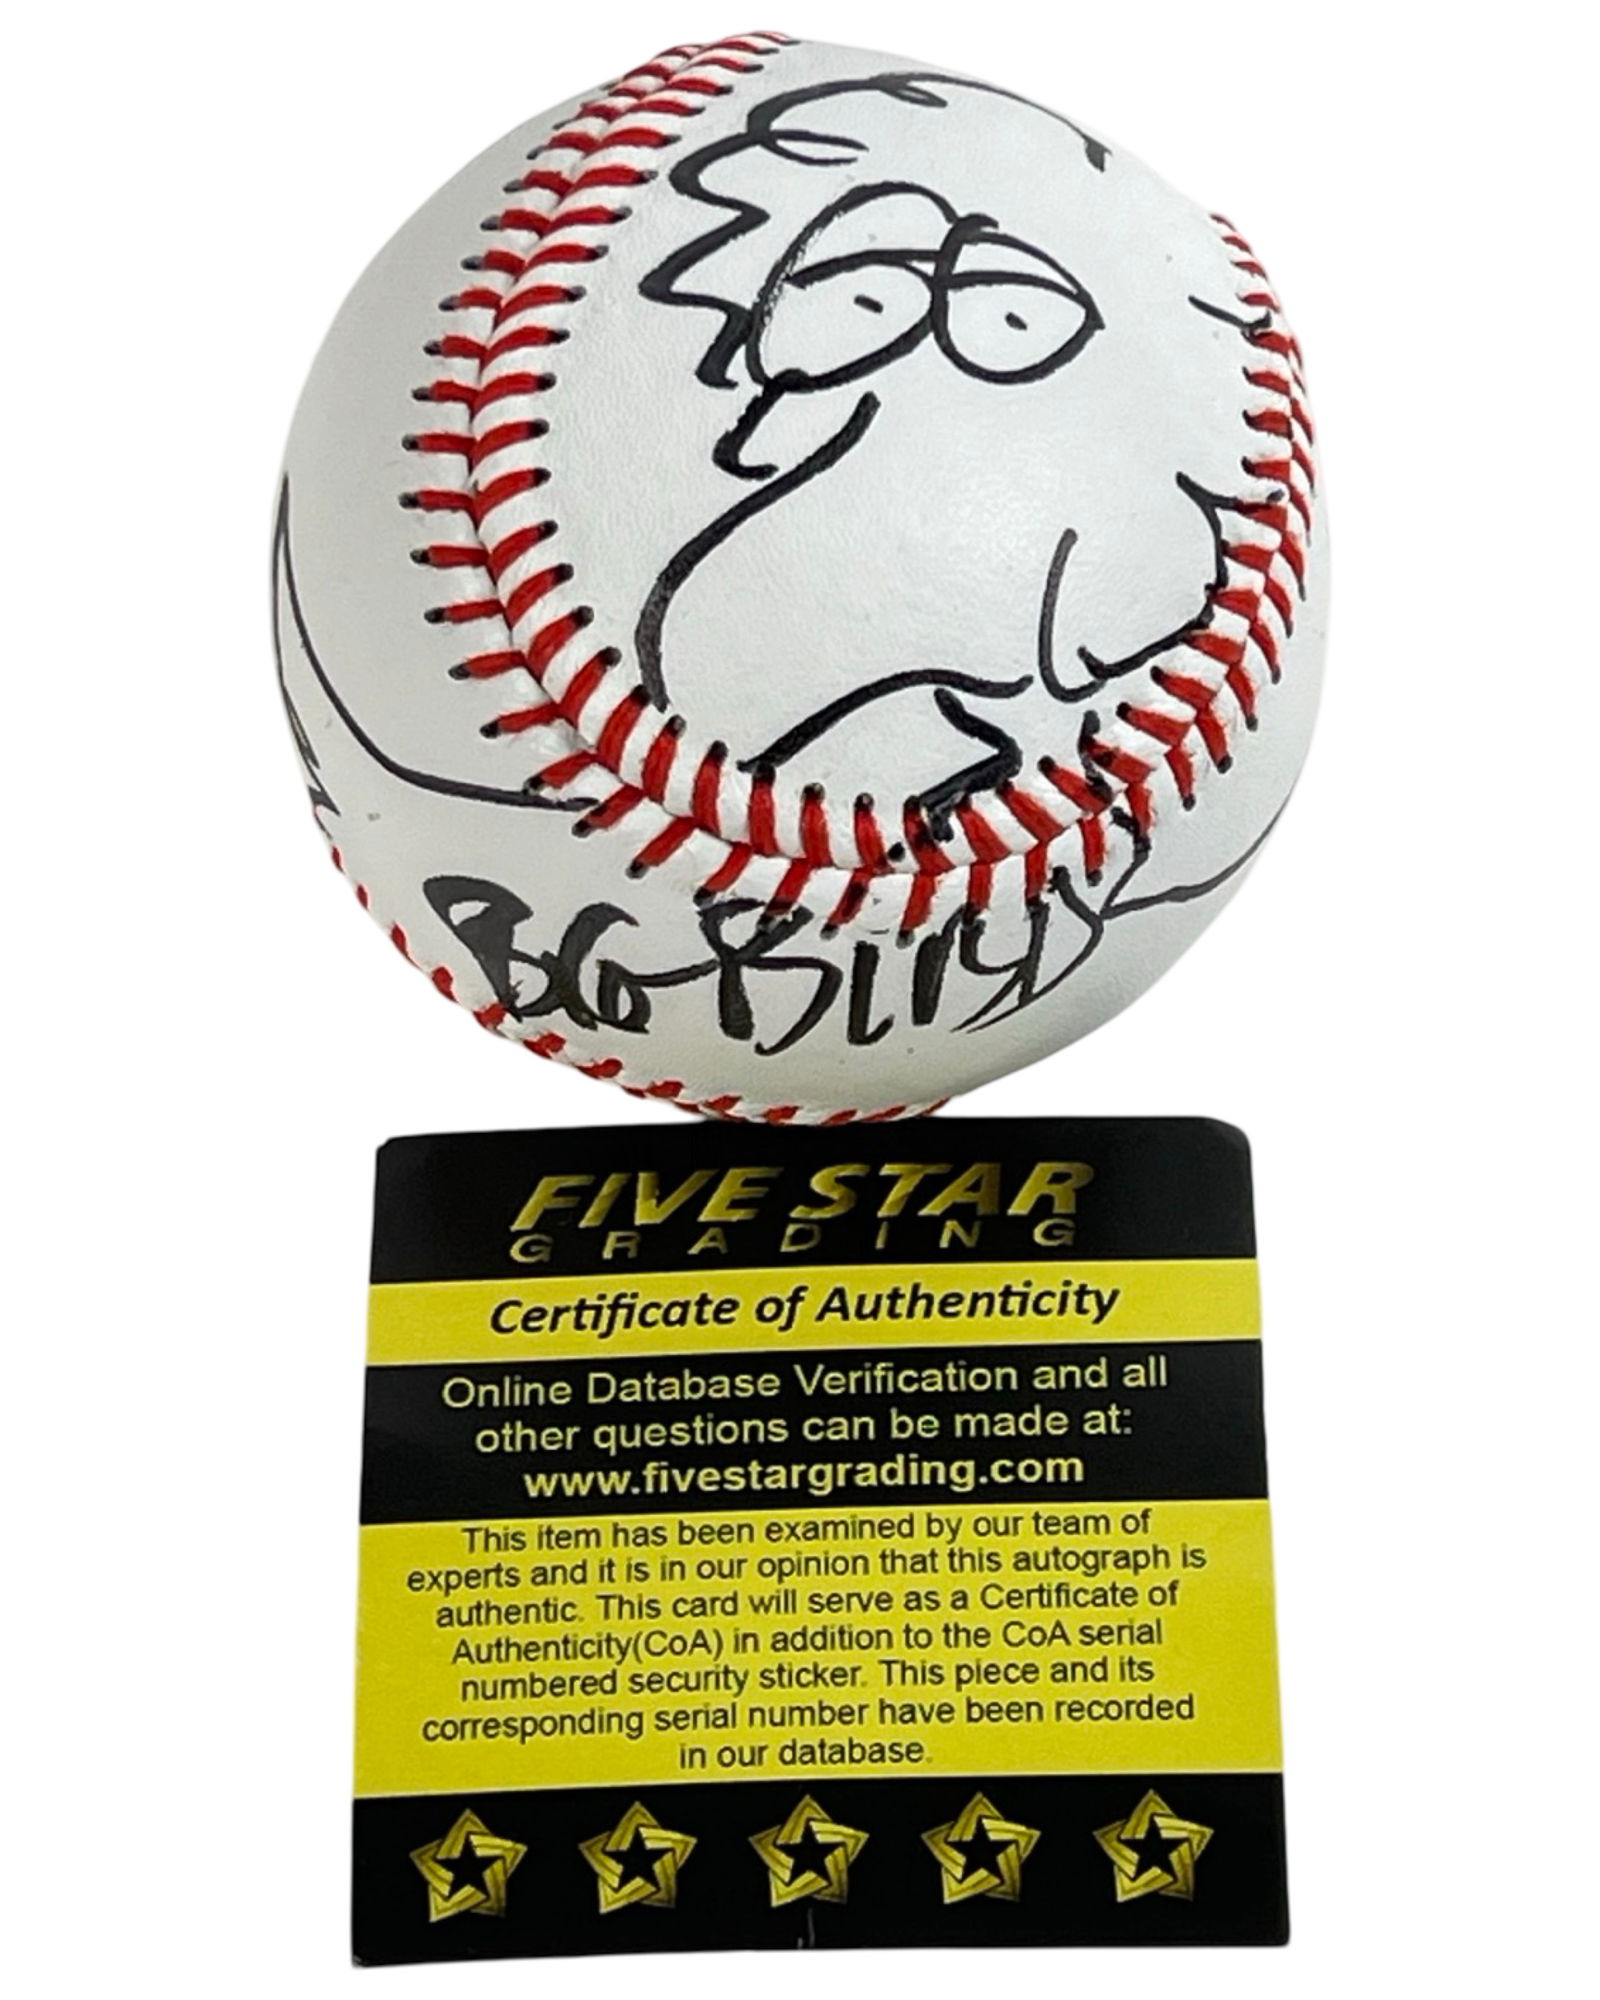 BIG BIRD
FIVE STAR
GRADING
Certificate of Authenticity
Online Database Verification and all
other questions can be made at:
www.fivestargrading.com
This item has been examined by our team of
experts and it is in our opinion that this autograph is
authentic. This card will serve as a Certificate of
Authenticity(CoA) in addition to the CoA serial
numbered security sticker. This piece and its
corresponding serial number have been recorded
in our database.